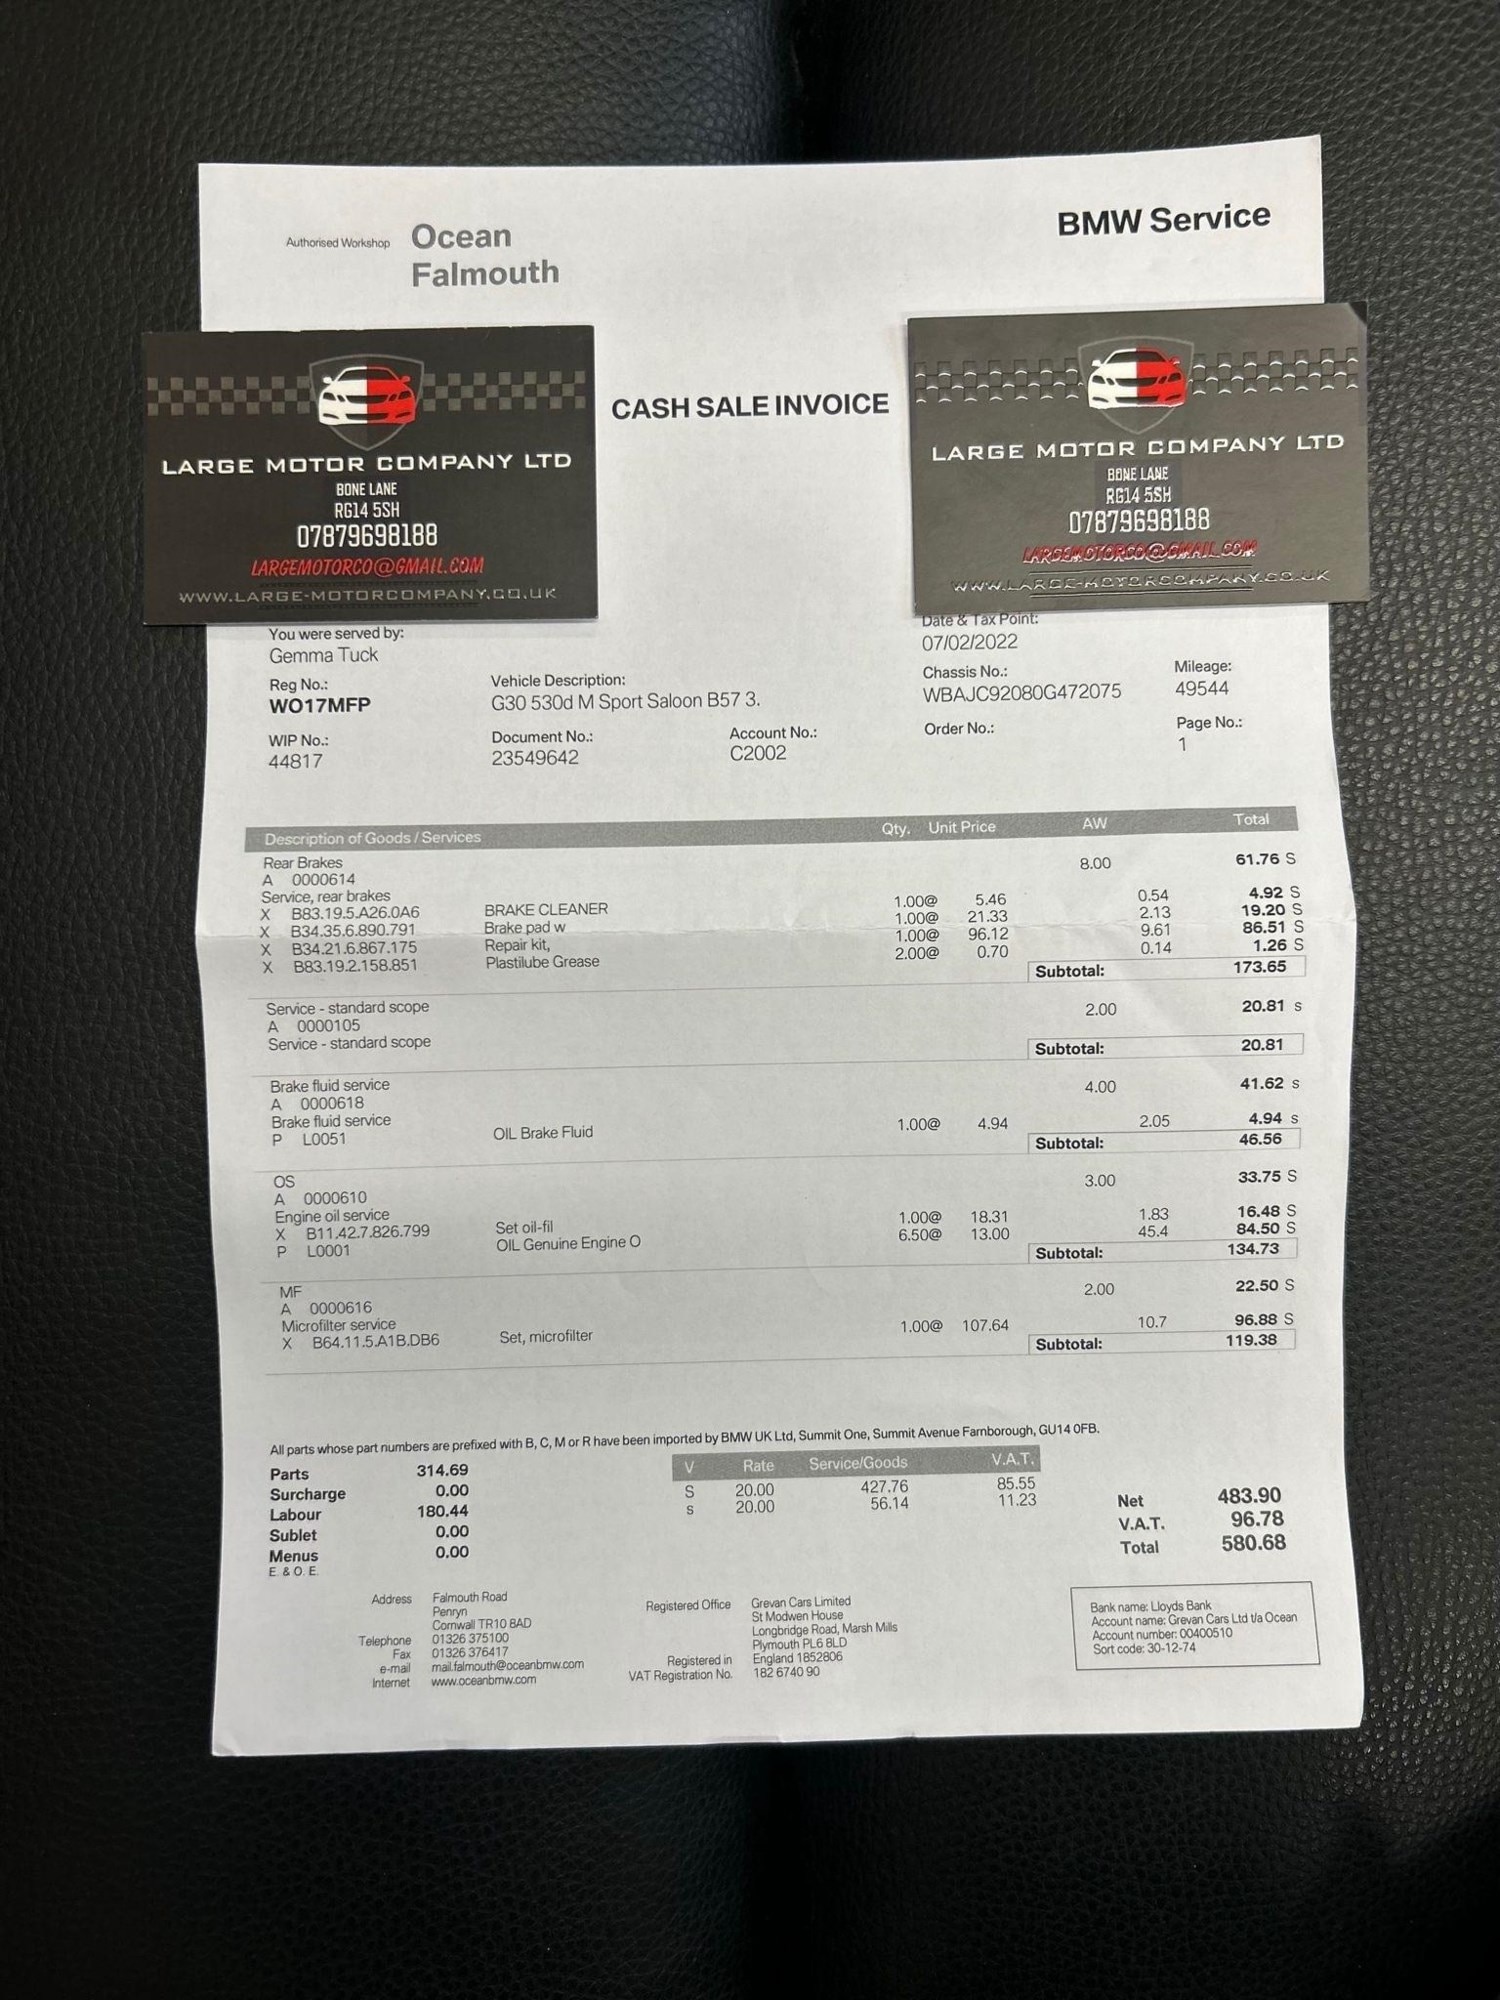 Authorised Workshop Ocean
Falmouth
BMW Service
LARGE MOTOR COMPANY LTD
BONE LANE
RG14 5SH
07879698188
LARGEMOTORCO@GMAIL.COM
WWW.LARGE-MOTORCOMPANY.CO.UK
CASH SALE INVOICE
LARGE MOTOR COMPANY LTD
BONE LANE
RG14 5SH
07879698188
LARGEMOTORCO@GMAIL.COM
WWW.LARGE-MOTORCOMPANY.CO.UK
You were served by:
Gemma Tuck
Date & Tax Point:
07/02/2022
Reg No.: Vehicle Description: Chassis No.: Mileage:
WO17MFP G30 530d M Sport Saloon B57 3. WBAJC92080G472075 49544
WIP No.: Document No.: Account No.: Order No.: Page No.:
44817 23549642 C2002 1
Description of Goods / Services Qty. Unit Price AW Total
Rear Brakes 8.00 61.76 S
A 0000614
Service, rear brakes
X B83.19.5.A26.0A6 BRAKE CLEANER 1.00@ 5.46 0.54 4.92 S
X B34.35.6.890.791 Brake pad w 1.00@ 21.33 2.13 19.20 S
X B34.21.6.867.175 Repair kit, 1.00@ 96.12 9.61 86.51 S
X B83.19.2.158.851 Plastilube Grease 2.00@ 0.70 0.14 1.26 S
Subtotal: 173.65
Service - standard scope 2.00 20.81 s
A 0000105
Service - standard scope
Subtotal: 20.81
Brake fluid service 4.00 41.62 s
A 0000618
Brake fluid service
P L0051 OIL Brake Fluid 1.00@ 4.94 2.05 4.94 s
Subtotal: 46.56
OS 3.00 33.75 S
A 0000610
Engine oil service
X B11.42.7.826.799 Set oil-fil 1.00@ 18.31 1.83 16.48 S
P L0001 OIL Genuine Engine O 6.50@ 13.00 45.4 84.50 S
Subtotal: 134.73
MF 2.00 22.50 S
A 0000616
Microfilter service
X B64.11.5.A1B.DB6 Set, microfilter 1.00@ 107.64 10.7 96.88 S
Subtotal: 119.38
All parts whose part numbers are prefixed with B, C, M or R have been imported by BMW UK Ltd, Summit One, Summit Avenue Farnborough, GU14 0FB.
Parts 314.69
Surcharge 0.00
Labour 180.44
Sublet 0.00
Menus 0.00
E. & O. E.
V Rate Service/Goods V.A.T.
S 20.00 427.76 85.55
s 20.00 56.14 11.23
Net 483.90
V.A.T. 96.78
Total 580.68
Address Falmouth Road
Penryn
Cornwall TR10 8AD
Telephone 01326 375100
Fax 01326 376417
e-mail mail.falmouth@oceanbmw.com
Internet www.oceanbmw.com
Registered Office Grevan Cars Limited
St Modwen House
Longbridge Road, Marsh Mills
Plymouth PL6 8LD
Registered in England 1852806
VAT Registration No. 182 6740 90
Bank name: Lloyds Bank
Account name: Grevan Cars Ltd t/a Ocean
Account number: 00400510
Sort code: 30-12-74